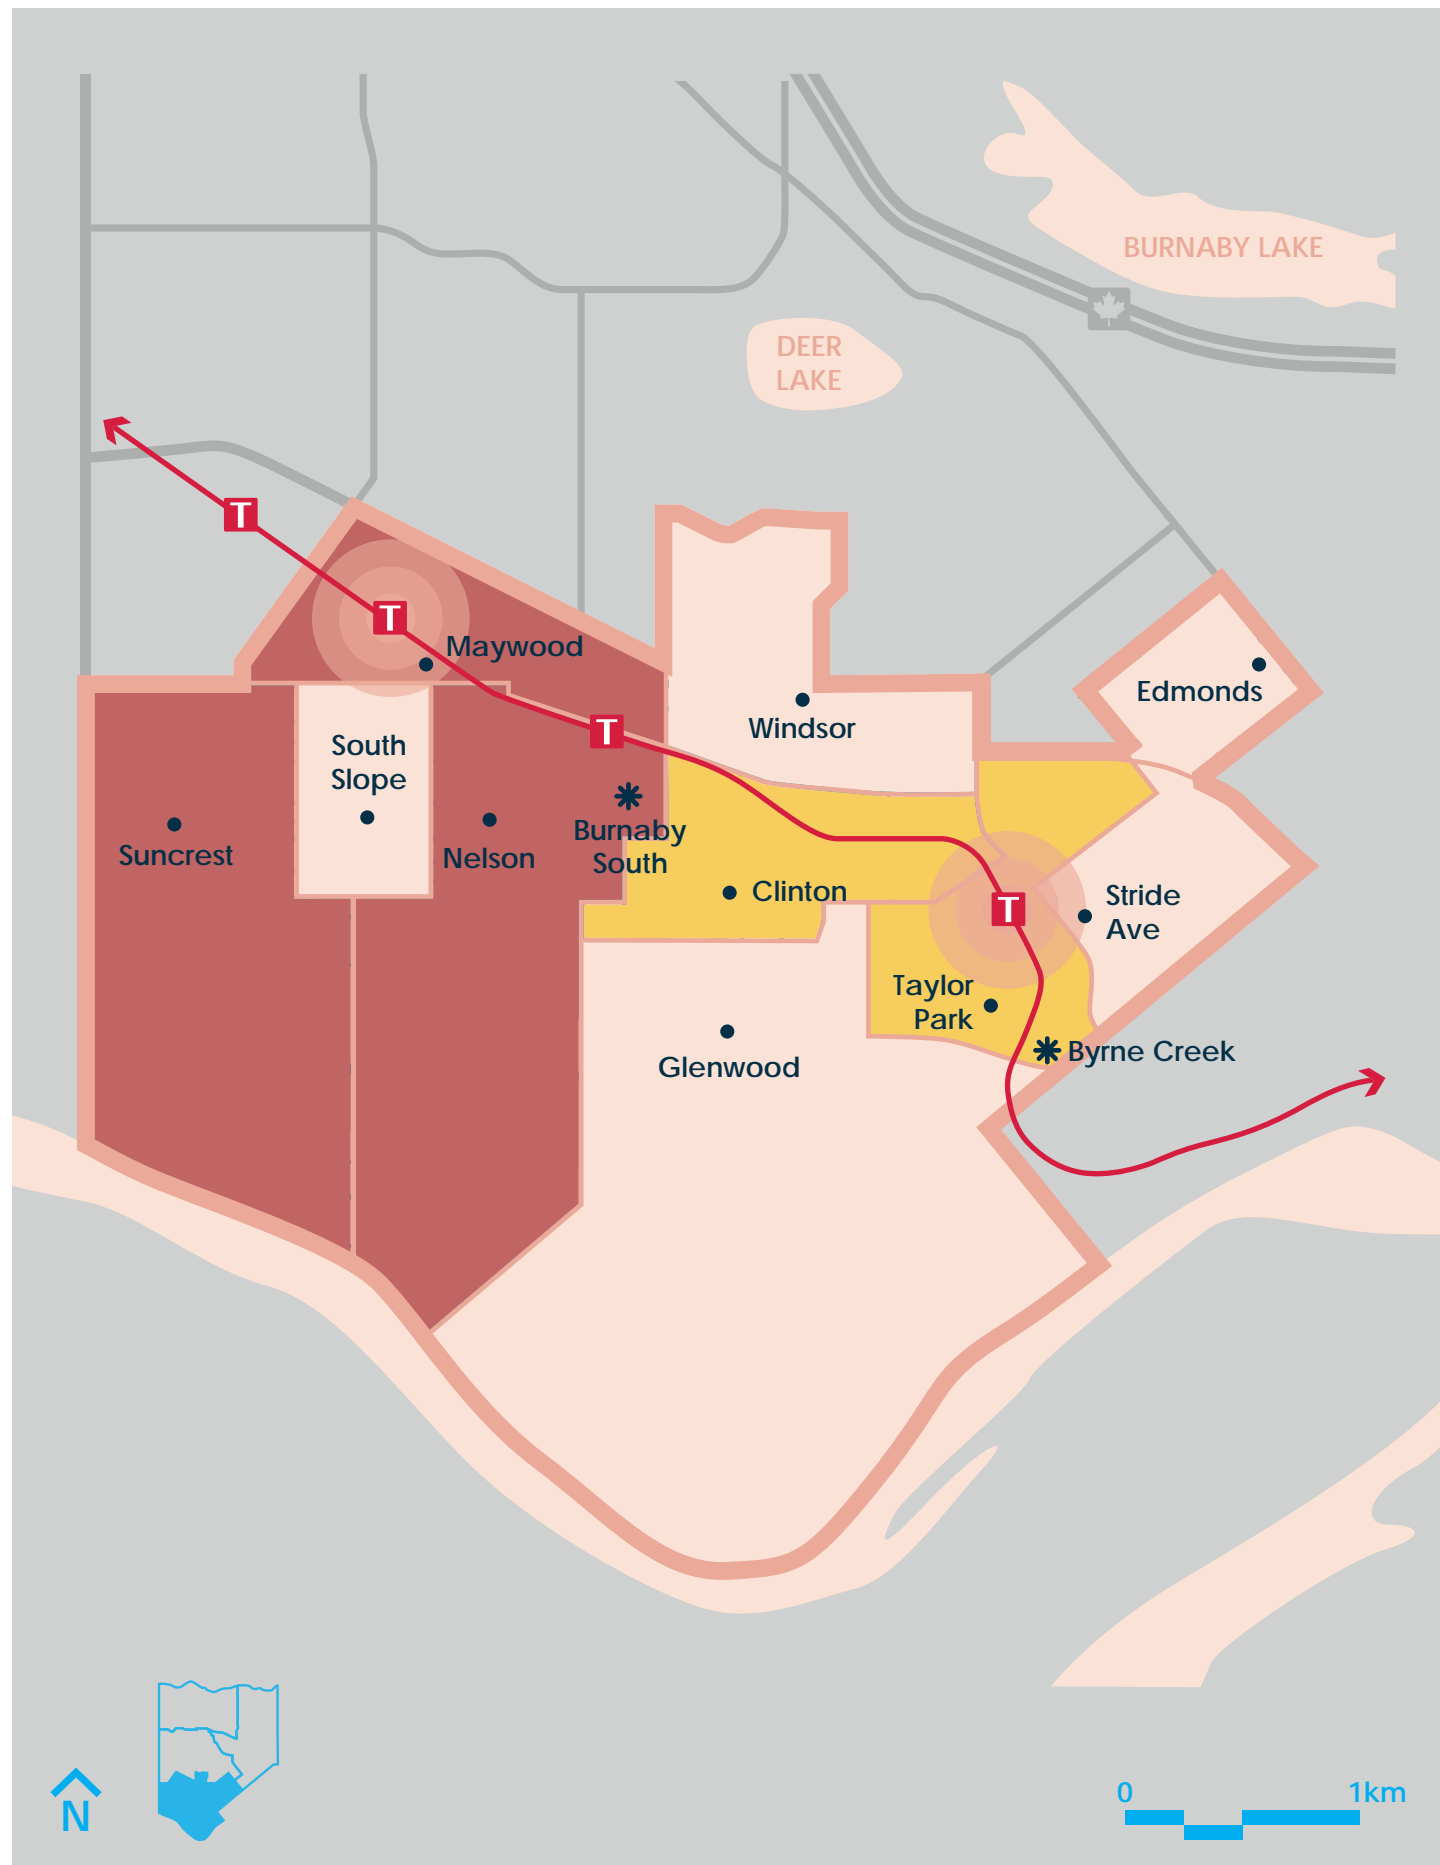 BURNABY LAKE
DEER
LAKE
T
T
Maywood
Edmonds
T
Windsor
South
Slope
Suncrest
Nelson
Burnaby
South
Clinton
T
Stride
Ave
Taylor
Park
Byrne Creek
Glenwood
N
0
1km